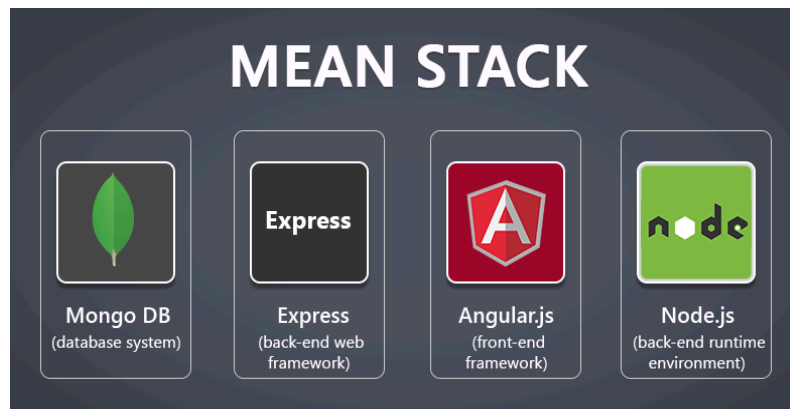 MEAN STACK
Express
node
Mongo DB
(database system)
Express
(back-end web
framework)
Angular.js
(front-end
framework)
Node.js
(back-end runtime
environment)